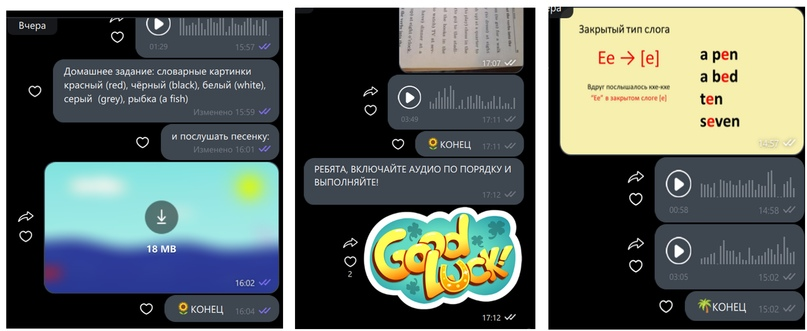 Вчера
01:29
15:57
Домашнее задание: словарные картинки
красный (red), чёрный (black), белый (white),
серый (grey), рыбка (a fish)
Изменено 15:59
и послушать песенку:
Изменено 16:01
18 MB
16:02
🌻КОНЕЦ 16:04
17:07
03:49
17:11
🌻КОНЕЦ 17:11
РЕБЯТА, ВКЛЮЧАЙТЕ АУДИО ПО ПОРЯДКУ И
ВЫПОЛНЯЙТЕ!
17:12
GOOD
LUCK!
2
17:12
ера
Закрытый тип слога
Ee → [e]
Вдруг послышалось кхе-кхе
"Ee" в закрытом слоге [e]
a pen
a bed
ten
seven
14:57
00:58
14:58
03:05
15:02
🌴КОНЕЦ 15:02